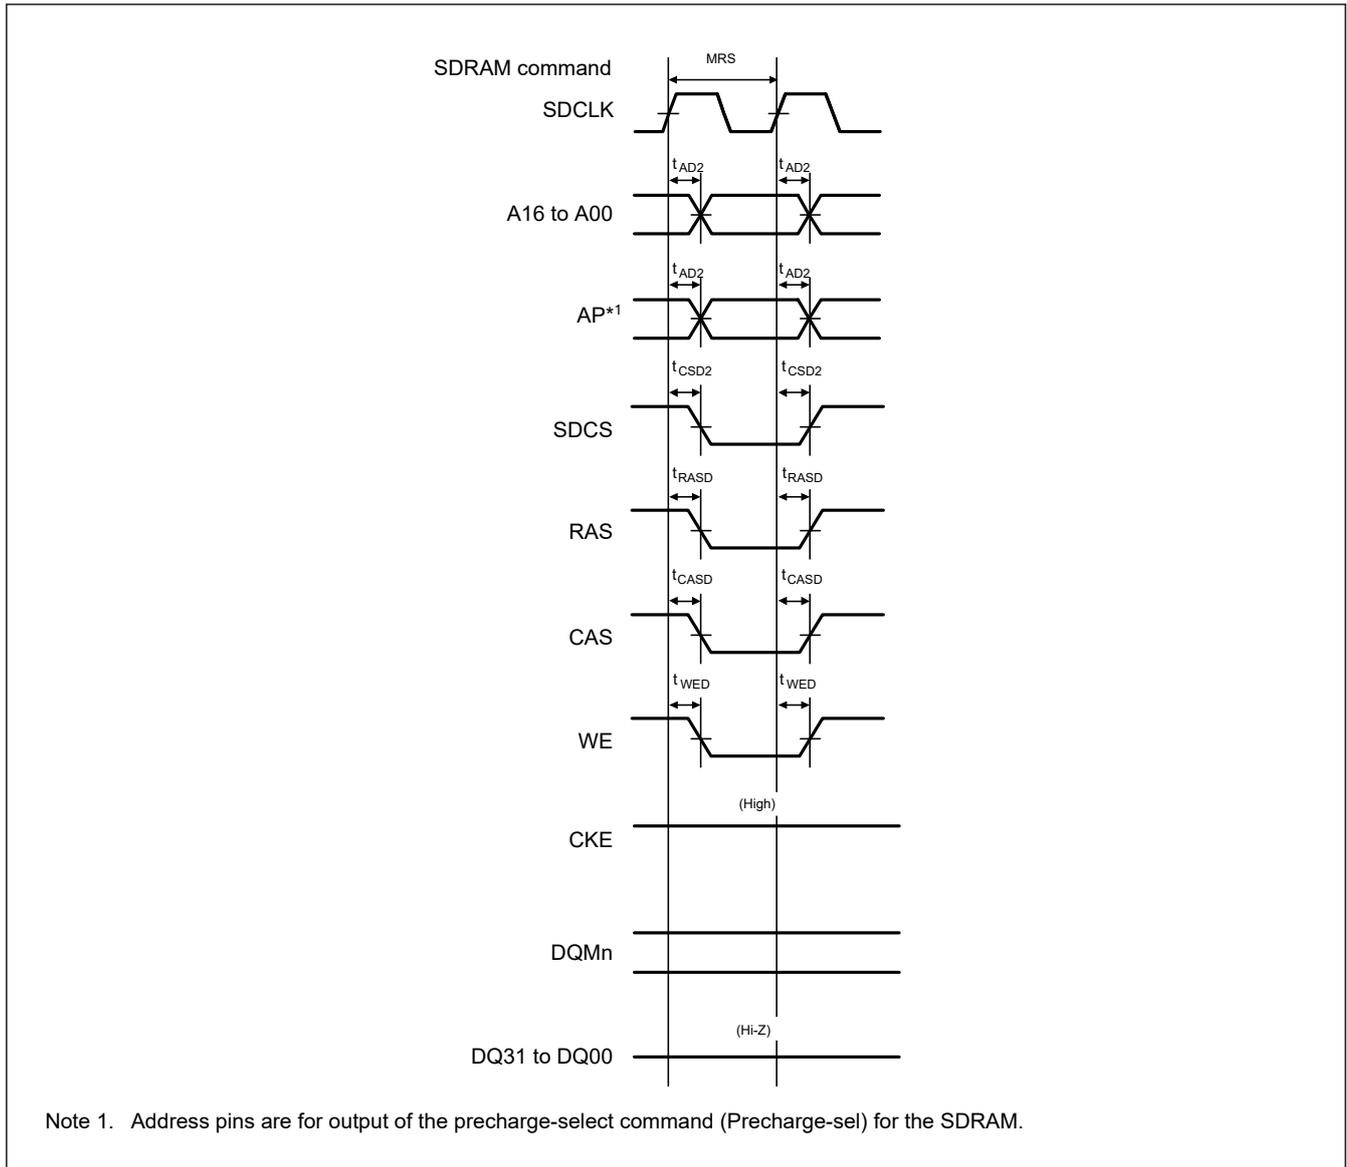 MRS
SDRAM command
SDCLK
tAD2 tAD2
A16 to A00
tAD2 tAD2
AP*1
tCSD2 tCSD2
SDCS
tRASD tRASD
RAS
tCASD tCASD
CAS
tWED tWED
WE
(High)
CKE
DQMn
(Hi-Z)
DQ31 to DQ00
Note 1. Address pins are for output of the precharge-select command (Precharge-sel) for the SDRAM.